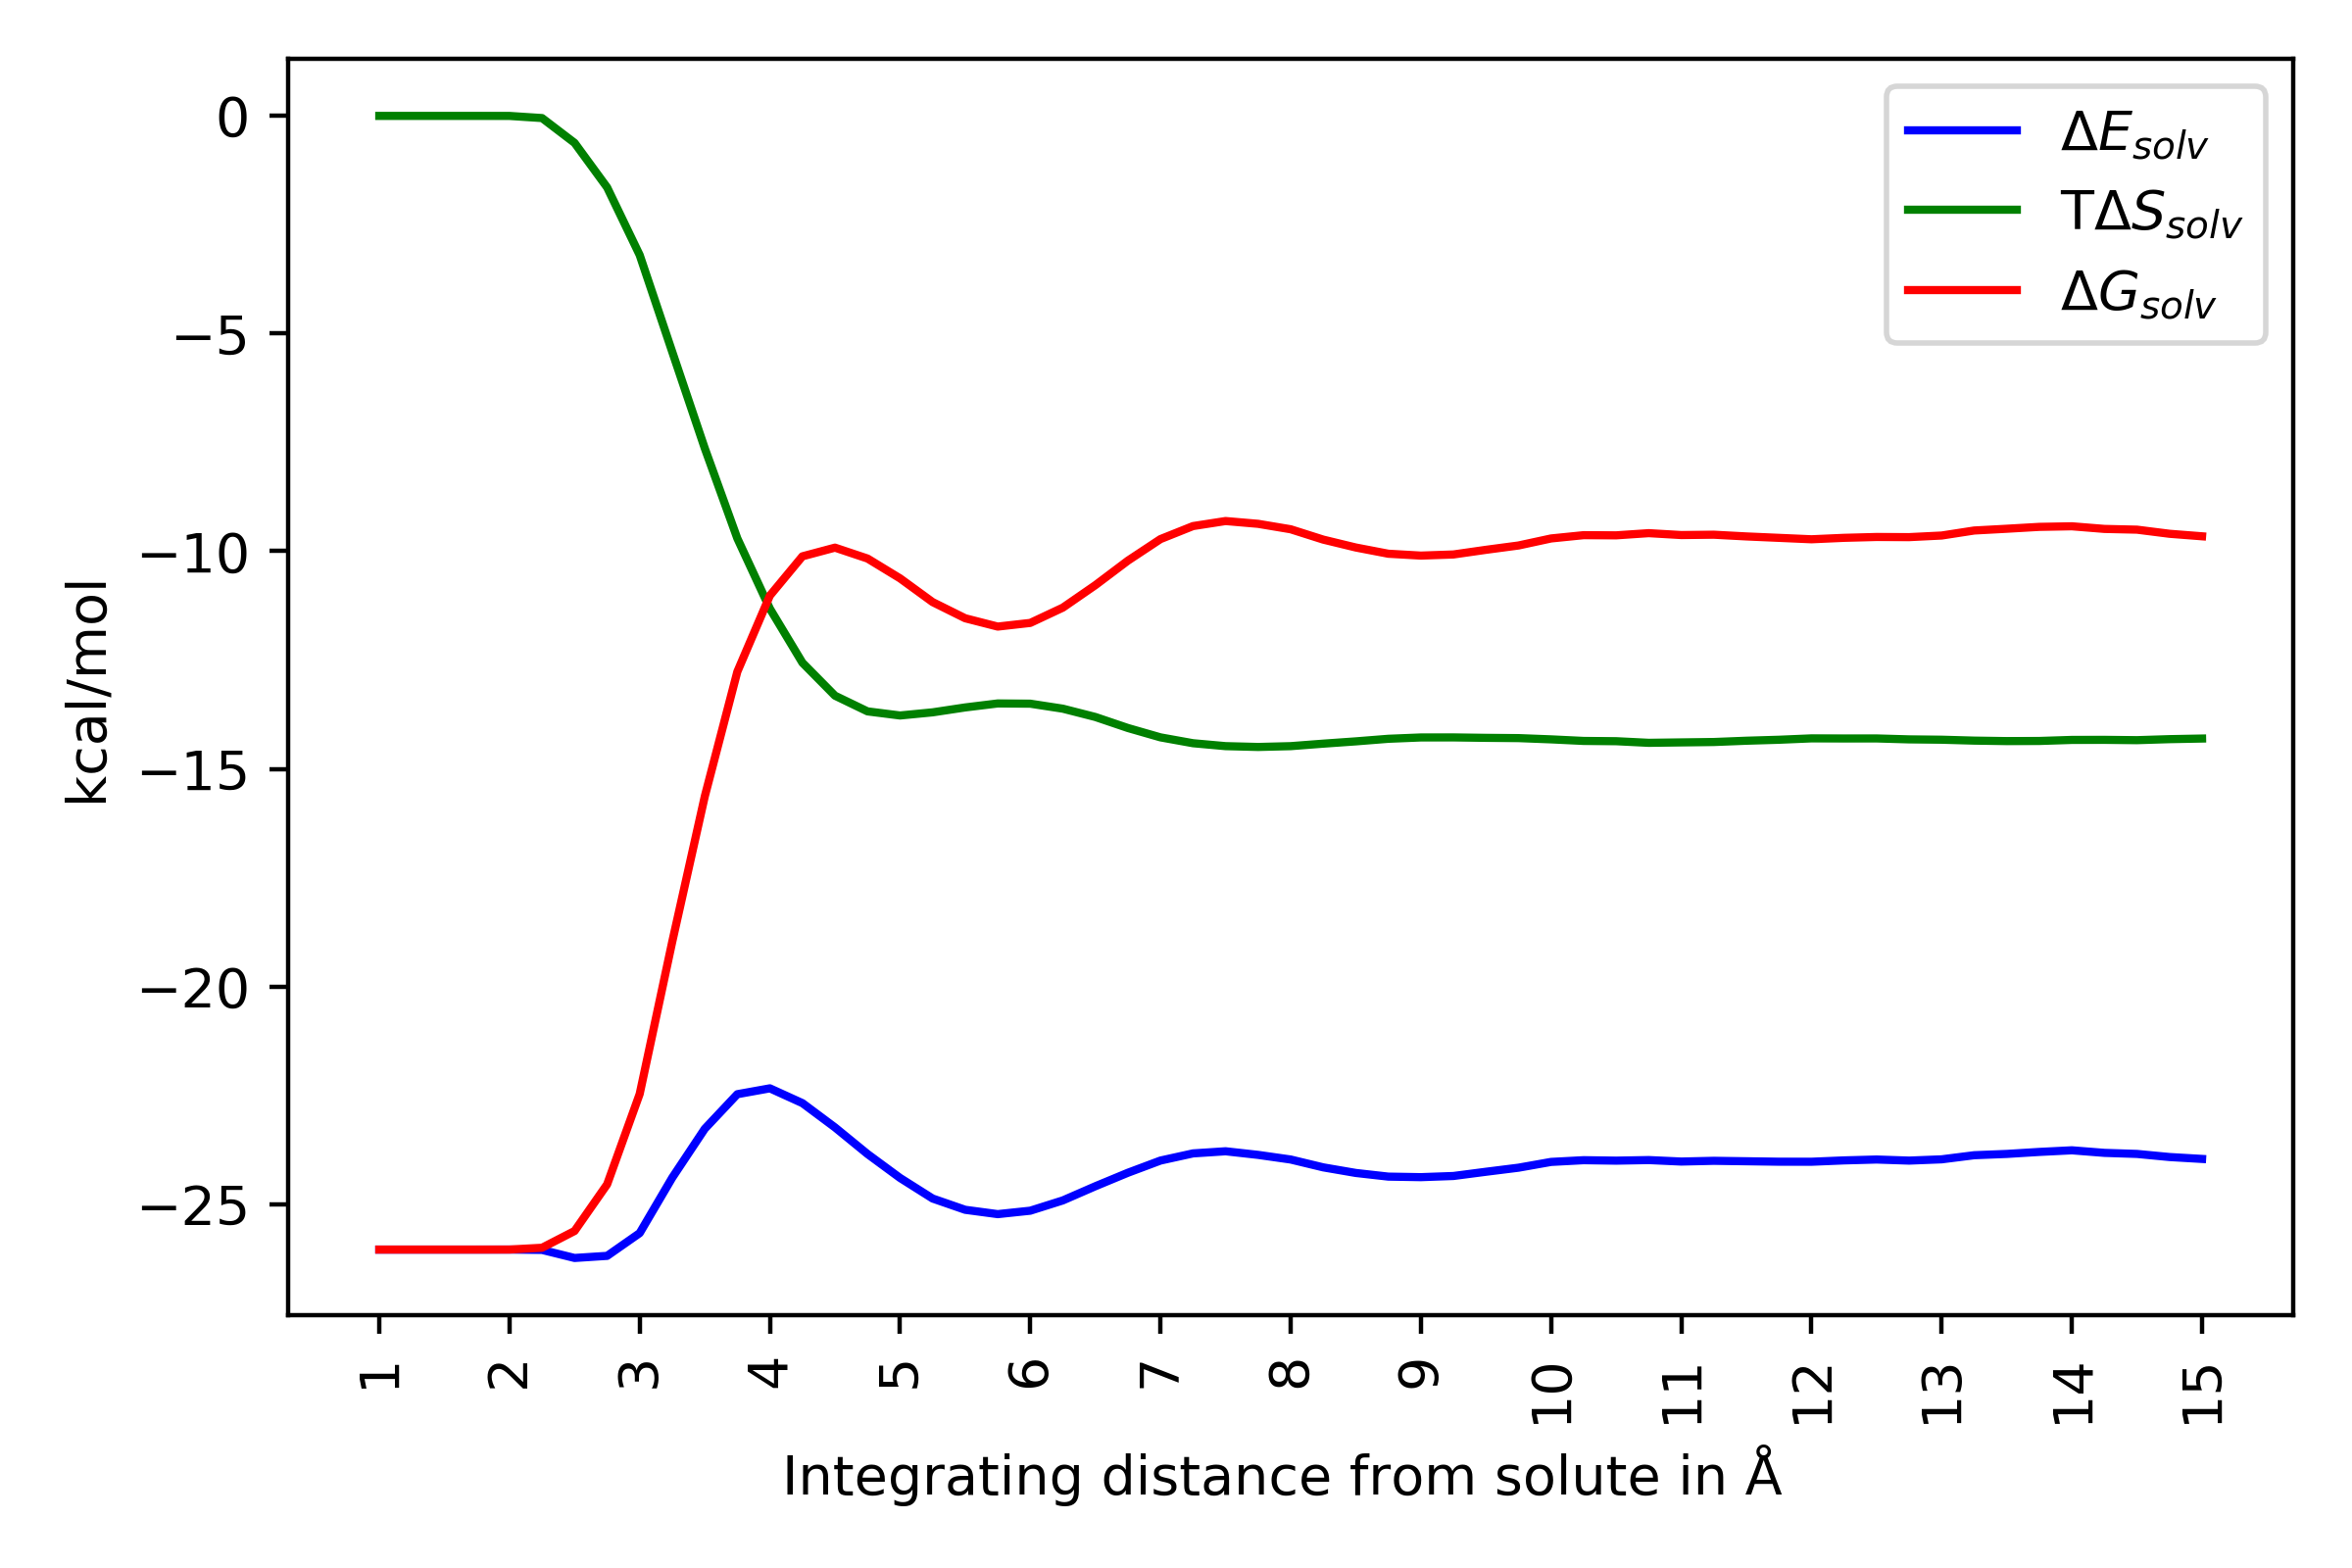 0
−5
−10
−15
−20
−25
kcal/mol
ΔE_solv
TΔS_solv
ΔG_solv
1 2 3 4 5 6 7 8 9 10 11 12 13 14 15
Integrating distance from solute in Å